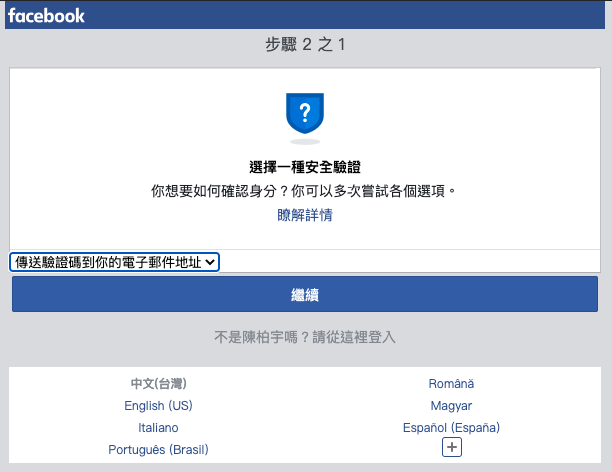 facebook
步驟 2 之 1
?
選擇一種安全驗證
你想要如何確認身分？你可以多次嘗試各個選項。
瞭解詳情
傳送驗證碼到你的電子郵件地址
繼續
不是陳柏宇嗎？請從這裡登入
中文(台灣)
Română
English (US)
Magyar
Italiano
Español (España)
Português (Brasil)
+